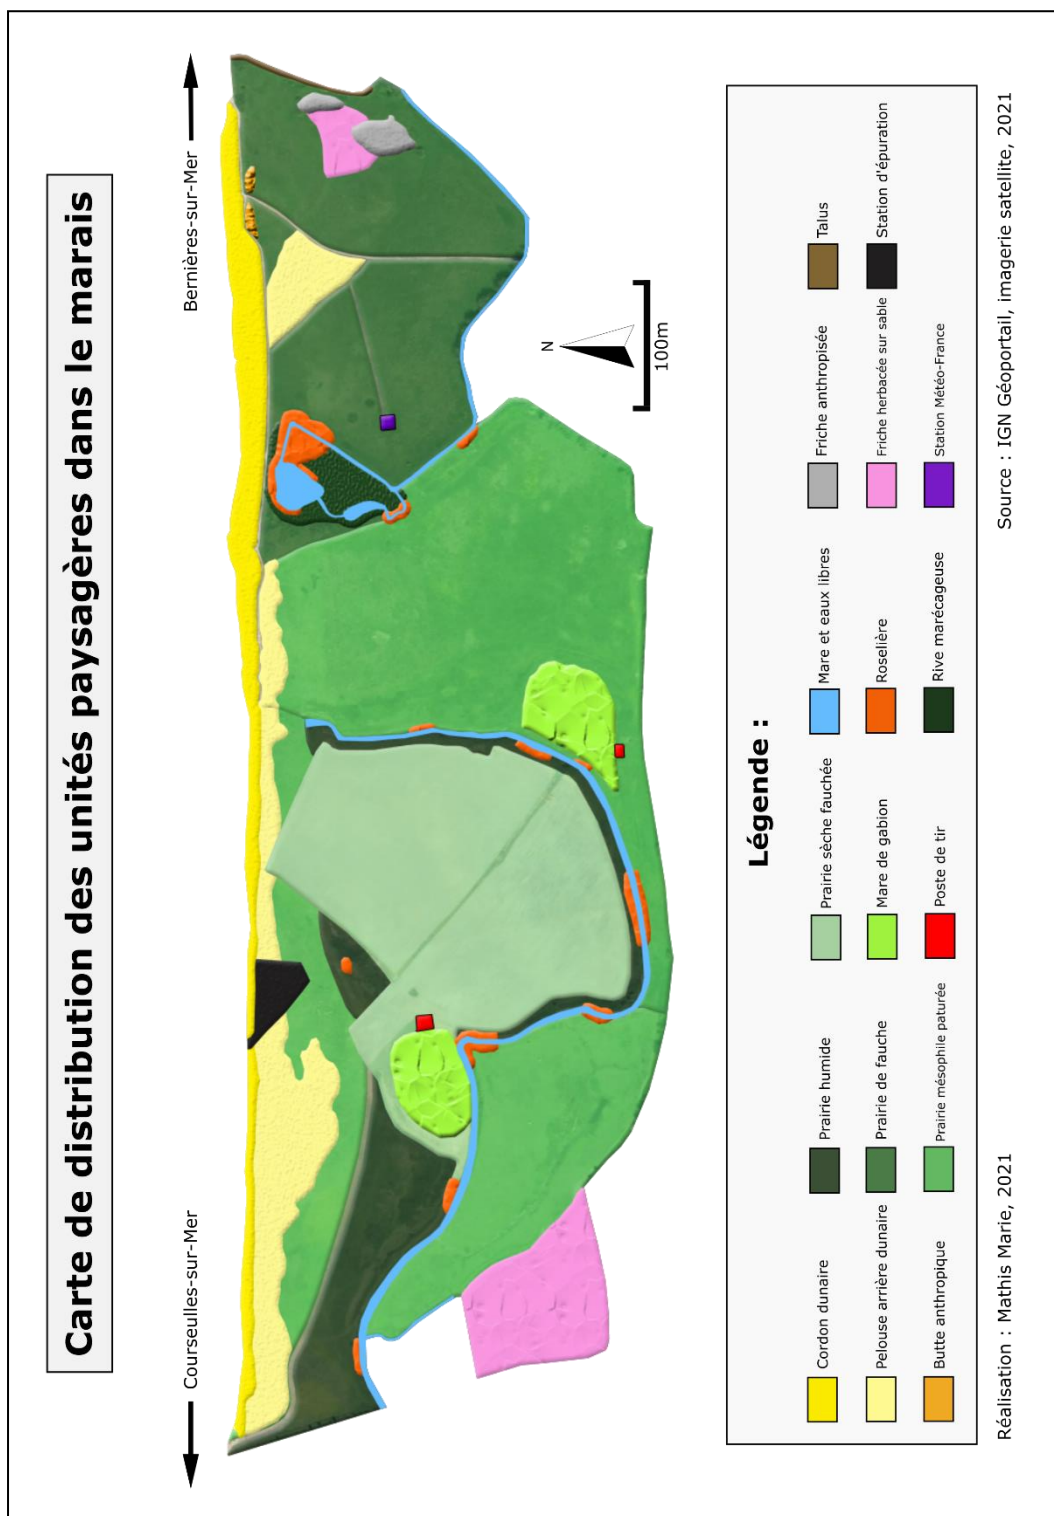 Carte de distribution des unités paysagères dans le marais
Courseulles-sur-Mer
Bernières-sur-Mer
N
100m
Légende :
Cordon dunaire
Prairie humide
Prairie sèche fauchée
Mare et eaux libres
Friche anthropisée
Talus
Pelouse arrière dunaire
Prairie de fauche
Mare de gabion
Roselière
Friche herbacée sur sable
Station d'épuration
Butte anthropique
Prairie mésophile paturée
Poste de tir
Rive marécageuse
Station Météo-France
Réalisation : Mathis Marie, 2021
Source : IGN Géoportail, imagerie satellite, 2021